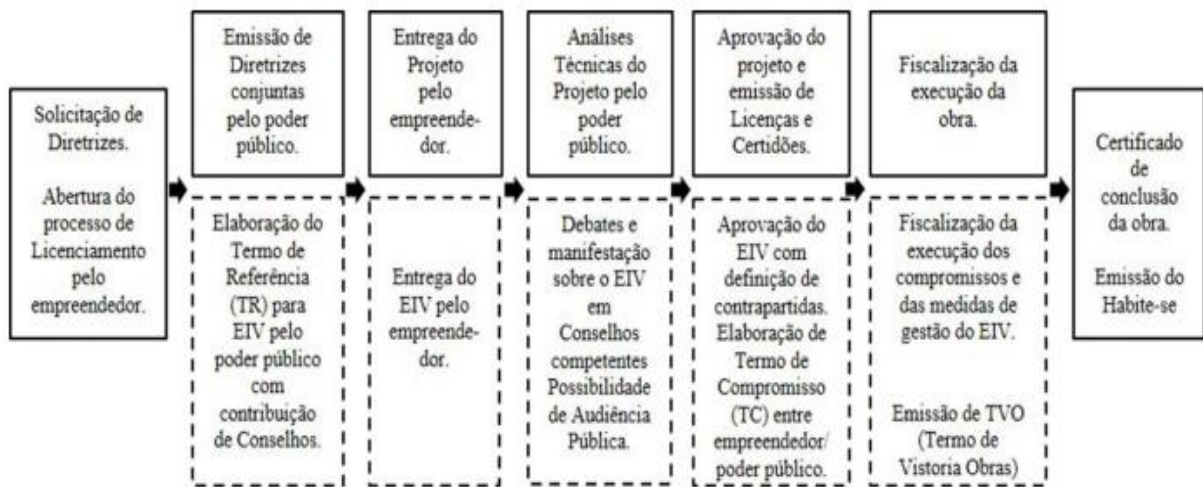 Solicitação de
Diretrizes.
Abertura do
processo de
Licenciamento
pelo
empreendedor.
Emissão de
Diretrizes
conjuntas
pelo poder
público.
Elaboração do
Termo de
Referência
(TR) para
EIV pelo
poder público
com
contribuição
de Conselhos.
Entrega do
Projeto
pelo
empreende-
dor.
Entrega do
EIV pelo
empreende-
dor.
Análises
Técnicas do
Projeto pelo
poder
público.
Debates e
manifestação
sobre o EIV
em
Conselhos
competentes
Possibilidade
de Audiência
Pública.
Aprovação do
projeto e
emissão de
Licenças e
Certidões.
Aprovação do
EIV com
definição de
contrapartidas.
Elaboração de
Termo de
Compromisso
(TC) entre
empreendedor/
poder público.
Fiscalização da
execução da
obra.
Fiscalização da
execução dos
compromissos e
das medidas de
gestão do EIV.
Emissão de TVO
(Termo de
Vistoria Obras)
Certificado
de
conclusão
da obra.
Emissão do
Habite-se